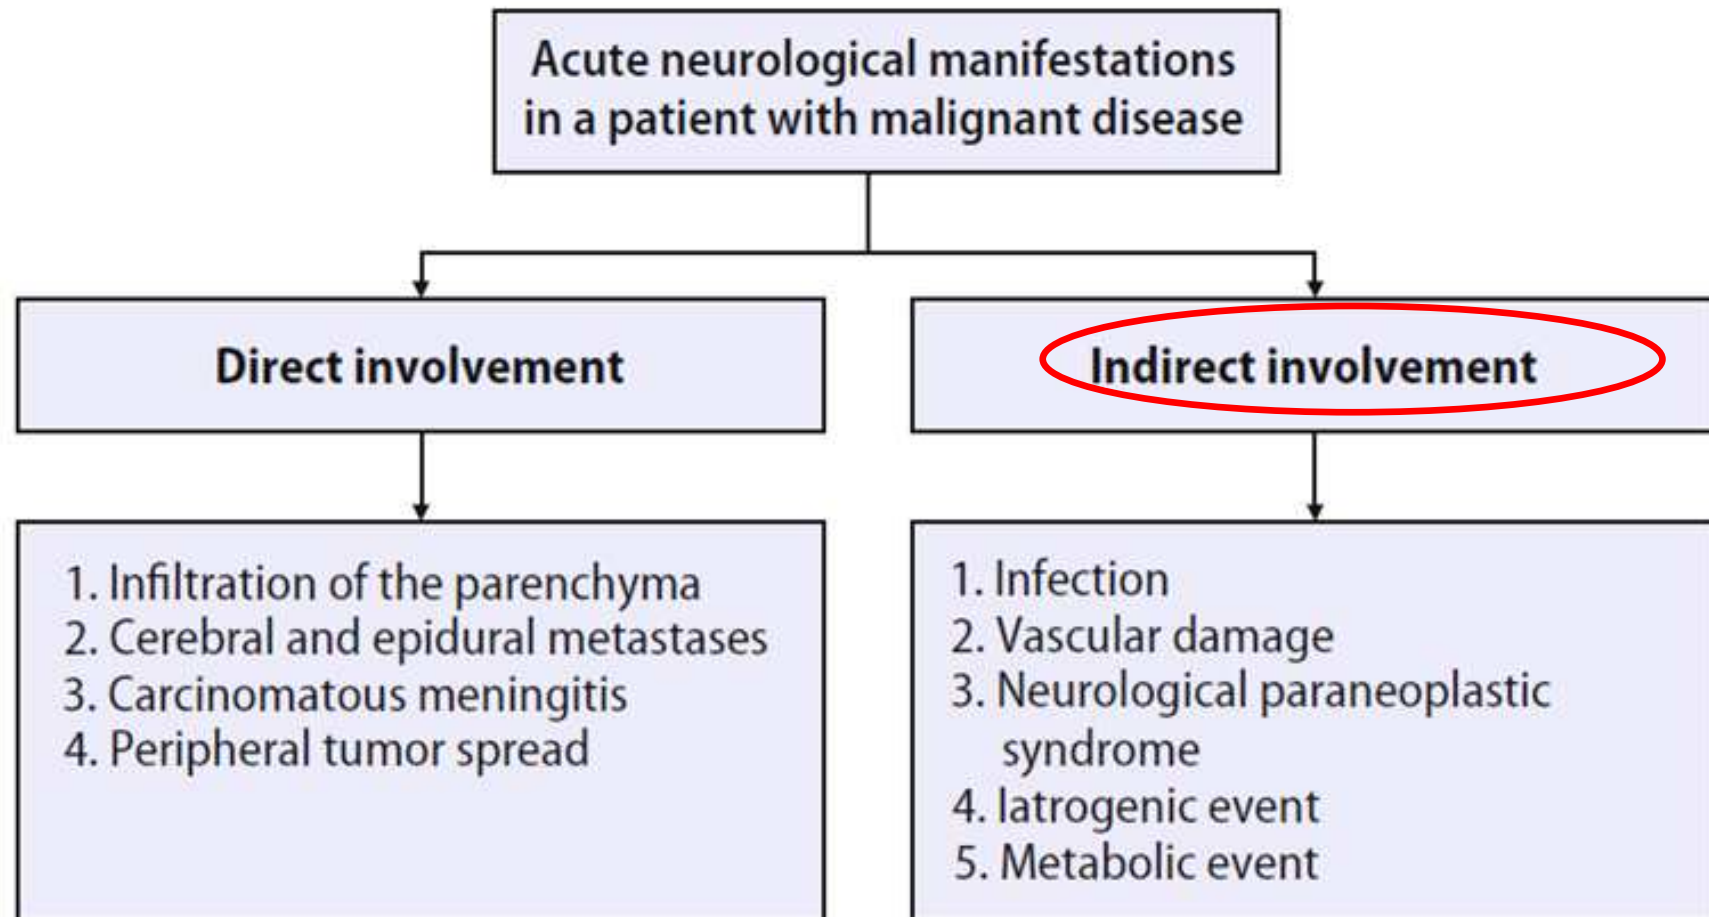 Acute neurological manifestations
in a patient with malignant disease
Direct involvement
Indirect involvement
1. Infiltration of the parenchyma
2. Cerebral and epidural metastases
3. Carcinomatous meningitis
4. Peripheral tumor spread
1. Infection
2. Vascular damage
3. Neurological paraneoplastic
syndrome
4. Iatrogenic event
5. Metabolic event